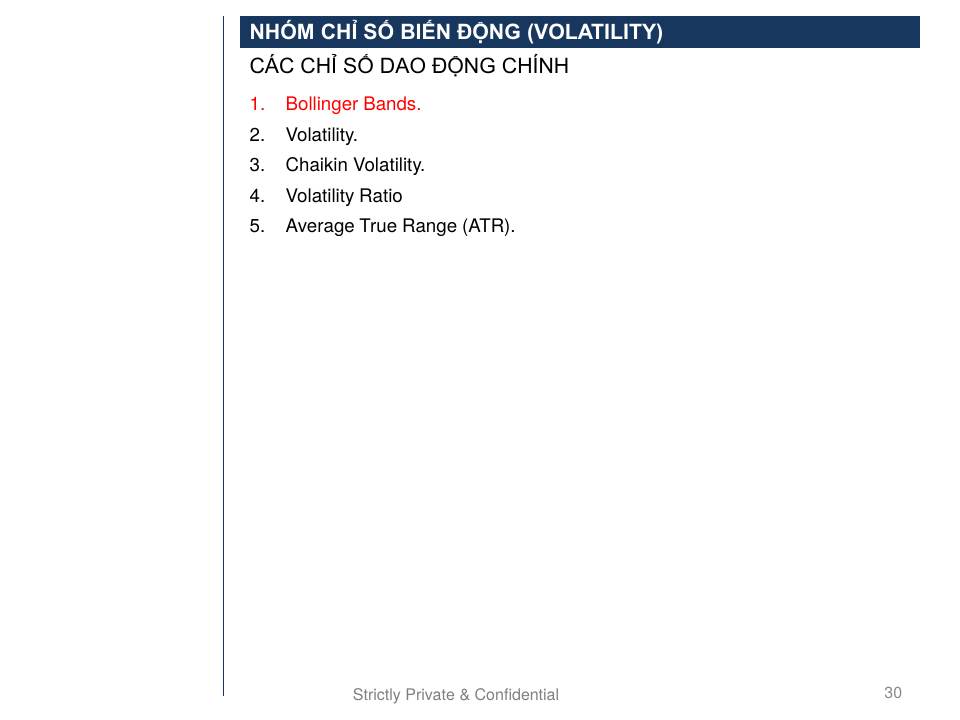 NHÓM CHỈ SỐ BIẾN ĐỘNG (VOLATILITY)
CÁC CHỈ SỐ DAO ĐỘNG CHÍNH
1. Bollinger Bands.
2. Volatility.
3. Chaikin Volatility.
4. Volatility Ratio
5. Average True Range (ATR).
Strictly Private & Confidential
30